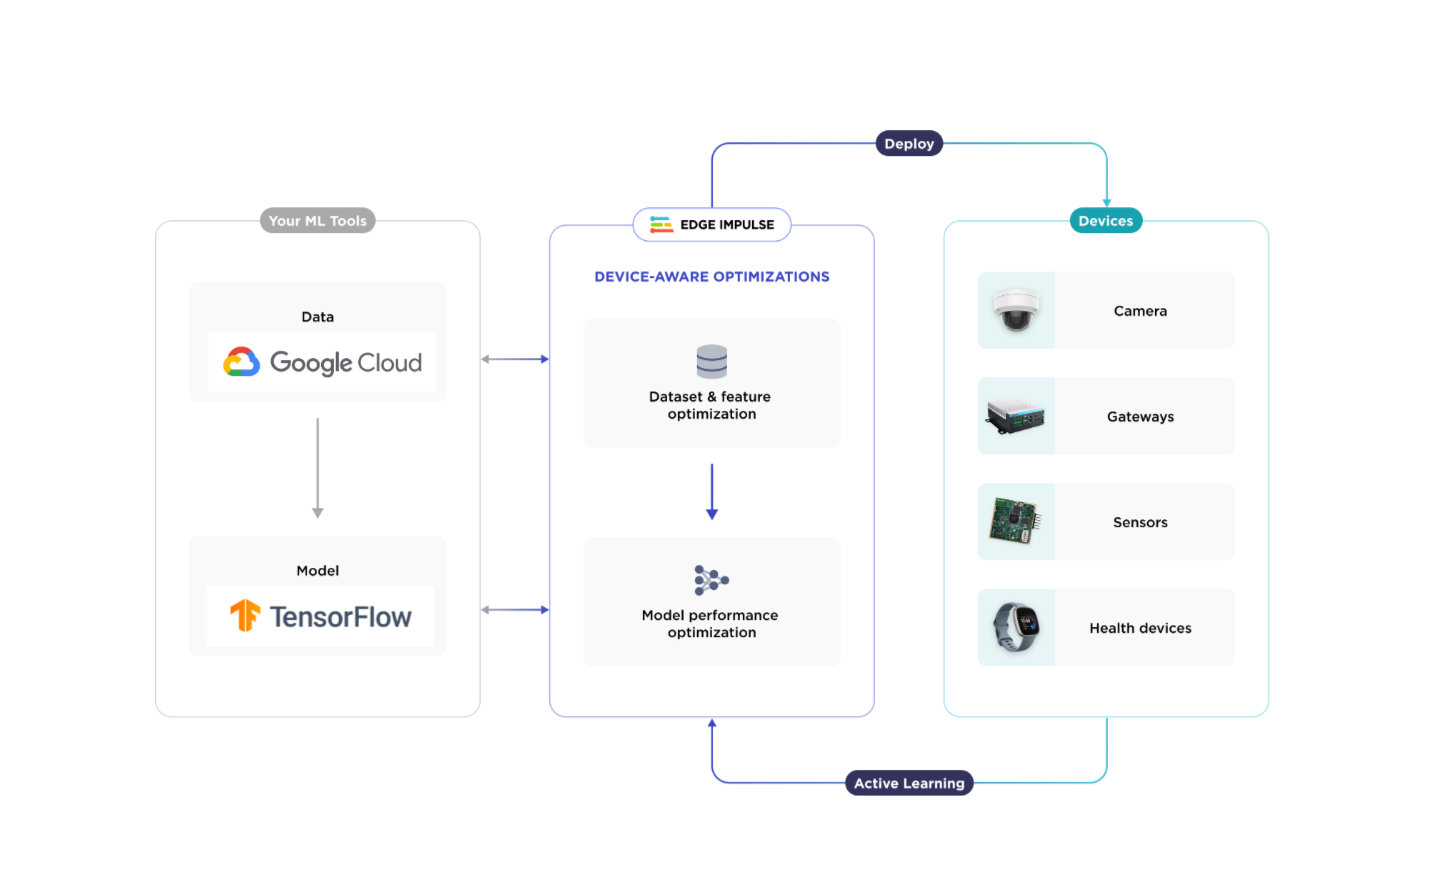 Deploy
Your ML Tools
Data
Google Cloud
Model
TensorFlow
EDGE IMPULSE
DEVICE-AWARE OPTIMIZATIONS
Dataset & feature
optimization
Model performance
optimization
Devices
Camera
Gateways
Sensors
Health devices
Active Learning